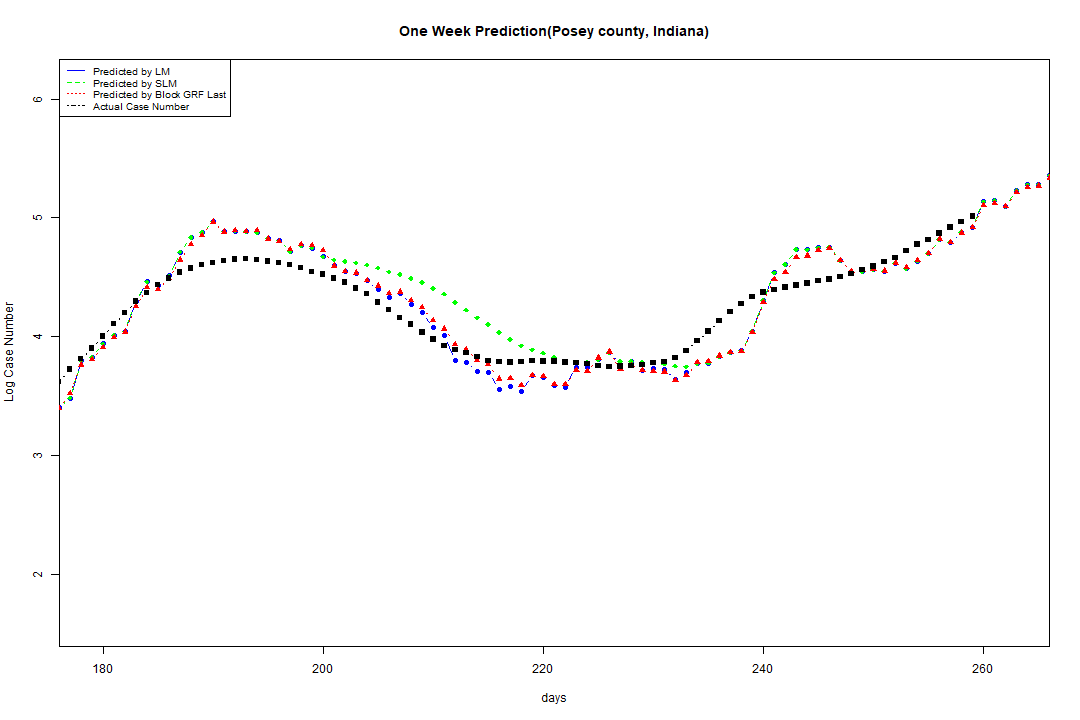 One Week Prediction(Posey county, Indiana)
Predicted by LM
Predicted by SLM
Predicted by Block GRF Last
Actual Case Number
6
5
4
3
2
Log Case Number
180 200 220 240 260
days